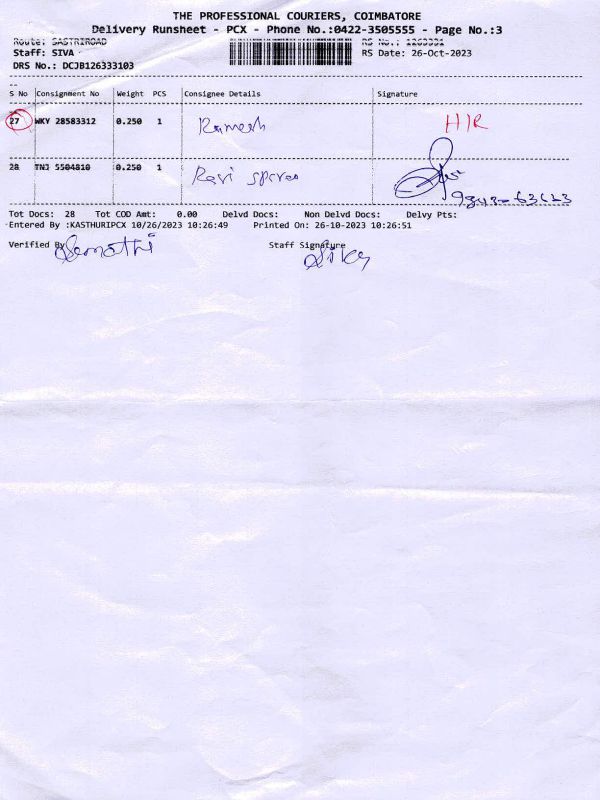 THE PROFESSIONAL COURIERS, COIMBATORE
Delivery Runsheet - PCX - Phone No.:0422-3505555 - Page No.:3
Route: SASTRIROAD RS No.: 1263331
Staff: SIVA RS Date: 26-Oct-2023
DRS No.: DCJB126333103
S No Consignment No Weight PCS Consignee Details Signature
27 WKY 28583312 0.250 1 Ramesh HIR
28 TNJ 5504810 0.250 1 Ravi spires
Tot Docs: 28 Tot COD Amt: 0.00 Delvd Docs: Non Delvd Docs: Delvy Pts:
Entered By :KASTHURIPCX 10/26/2023 10:26:49 Printed On: 26-10-2023 10:26:51
Verified By Staff Signature